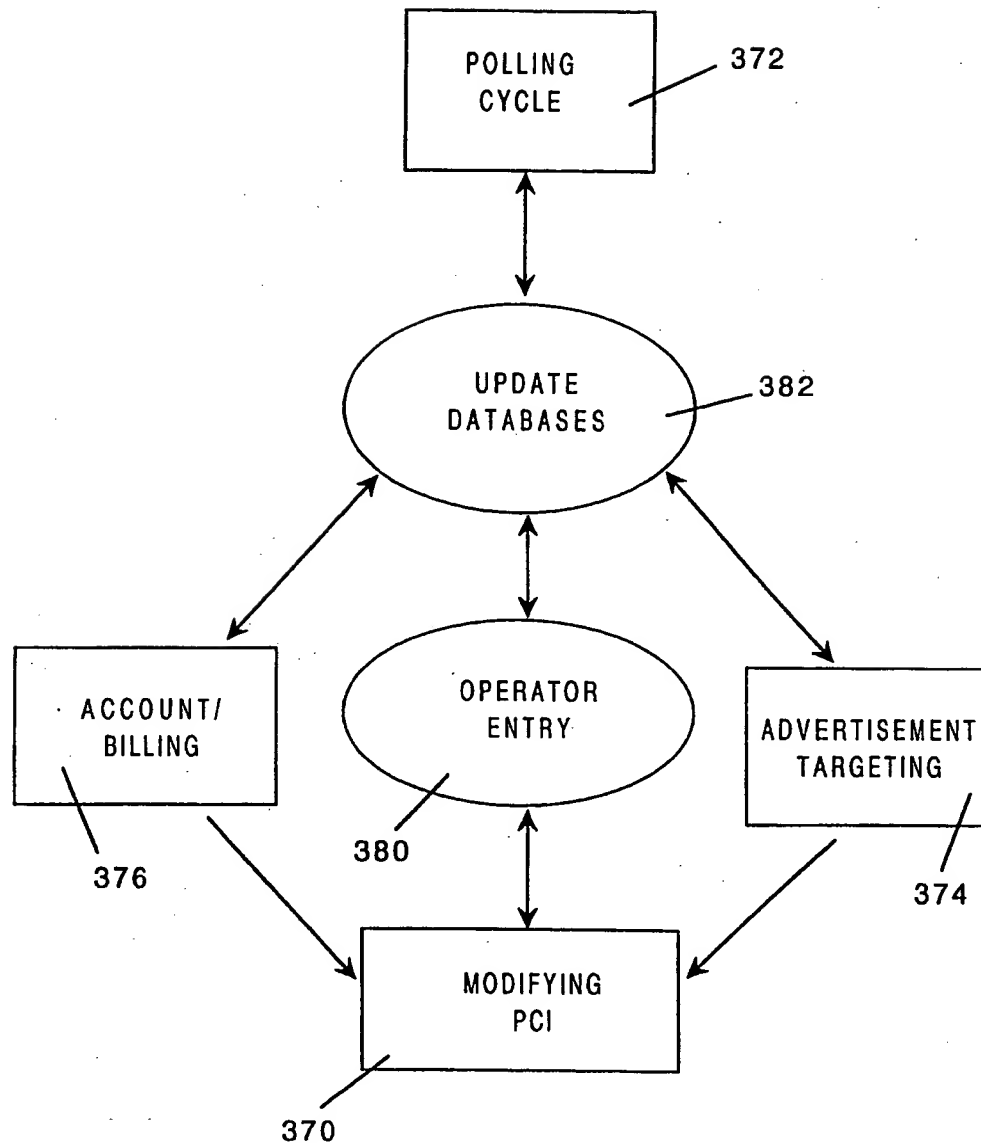 POLLING
CYCLE
372
UPDATE
DATABASES
382
ACCOUNT/
BILLING
376
OPERATOR
ENTRY
380
ADVERTISEMENT
TARGETING
374
MODIFYING
PCI
370